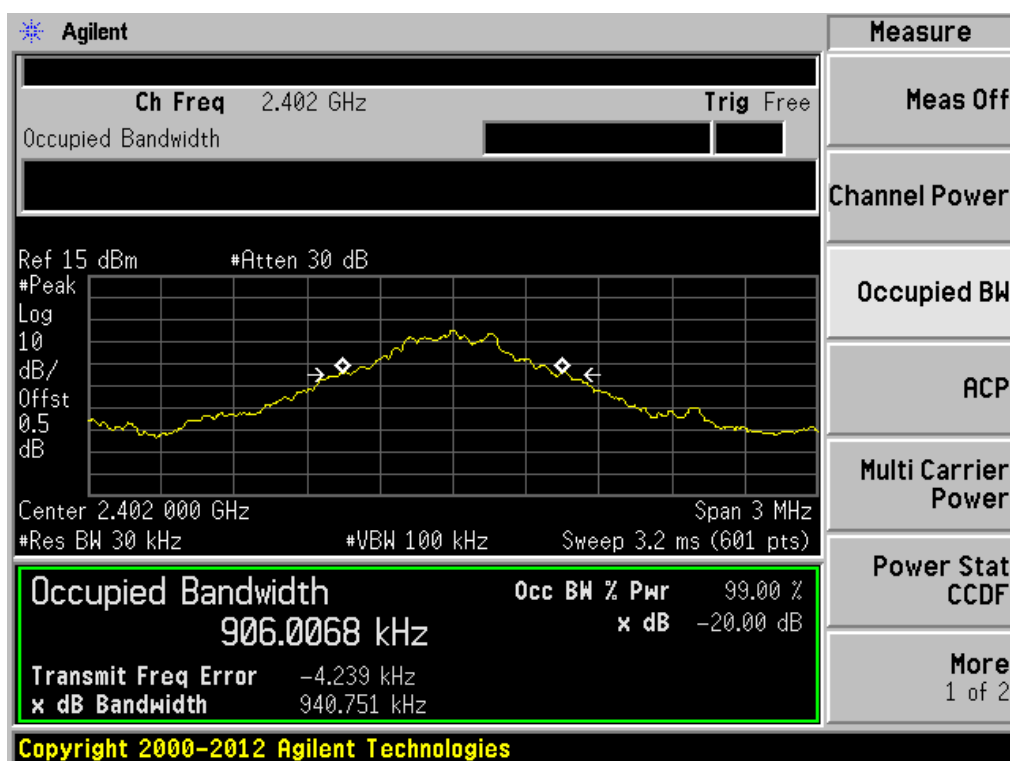 Agilent
Measure
Ch Freq 2.402 GHz Trig Free
Occupied Bandwidth
Meas Off
Channel Power
Occupied BW
ACP
Multi Carrier
Power
Power Stat
CCDF
More
1 of 2
Ref 15 dBm #Atten 30 dB
#Peak
Log
10
dB/
Offst
0.5
dB
Center 2.402 000 GHz Span 3 MHz
#Res BW 30 kHz #VBW 100 kHz Sweep 3.2 ms (601 pts)
Occupied Bandwidth Occ BW % Pwr 99.00 %
906.0068 kHz x dB -20.00 dB
Transmit Freq Error -4.239 kHz
x dB Bandwidth 940.751 kHz
Copyright 2000-2012 Agilent Technologies